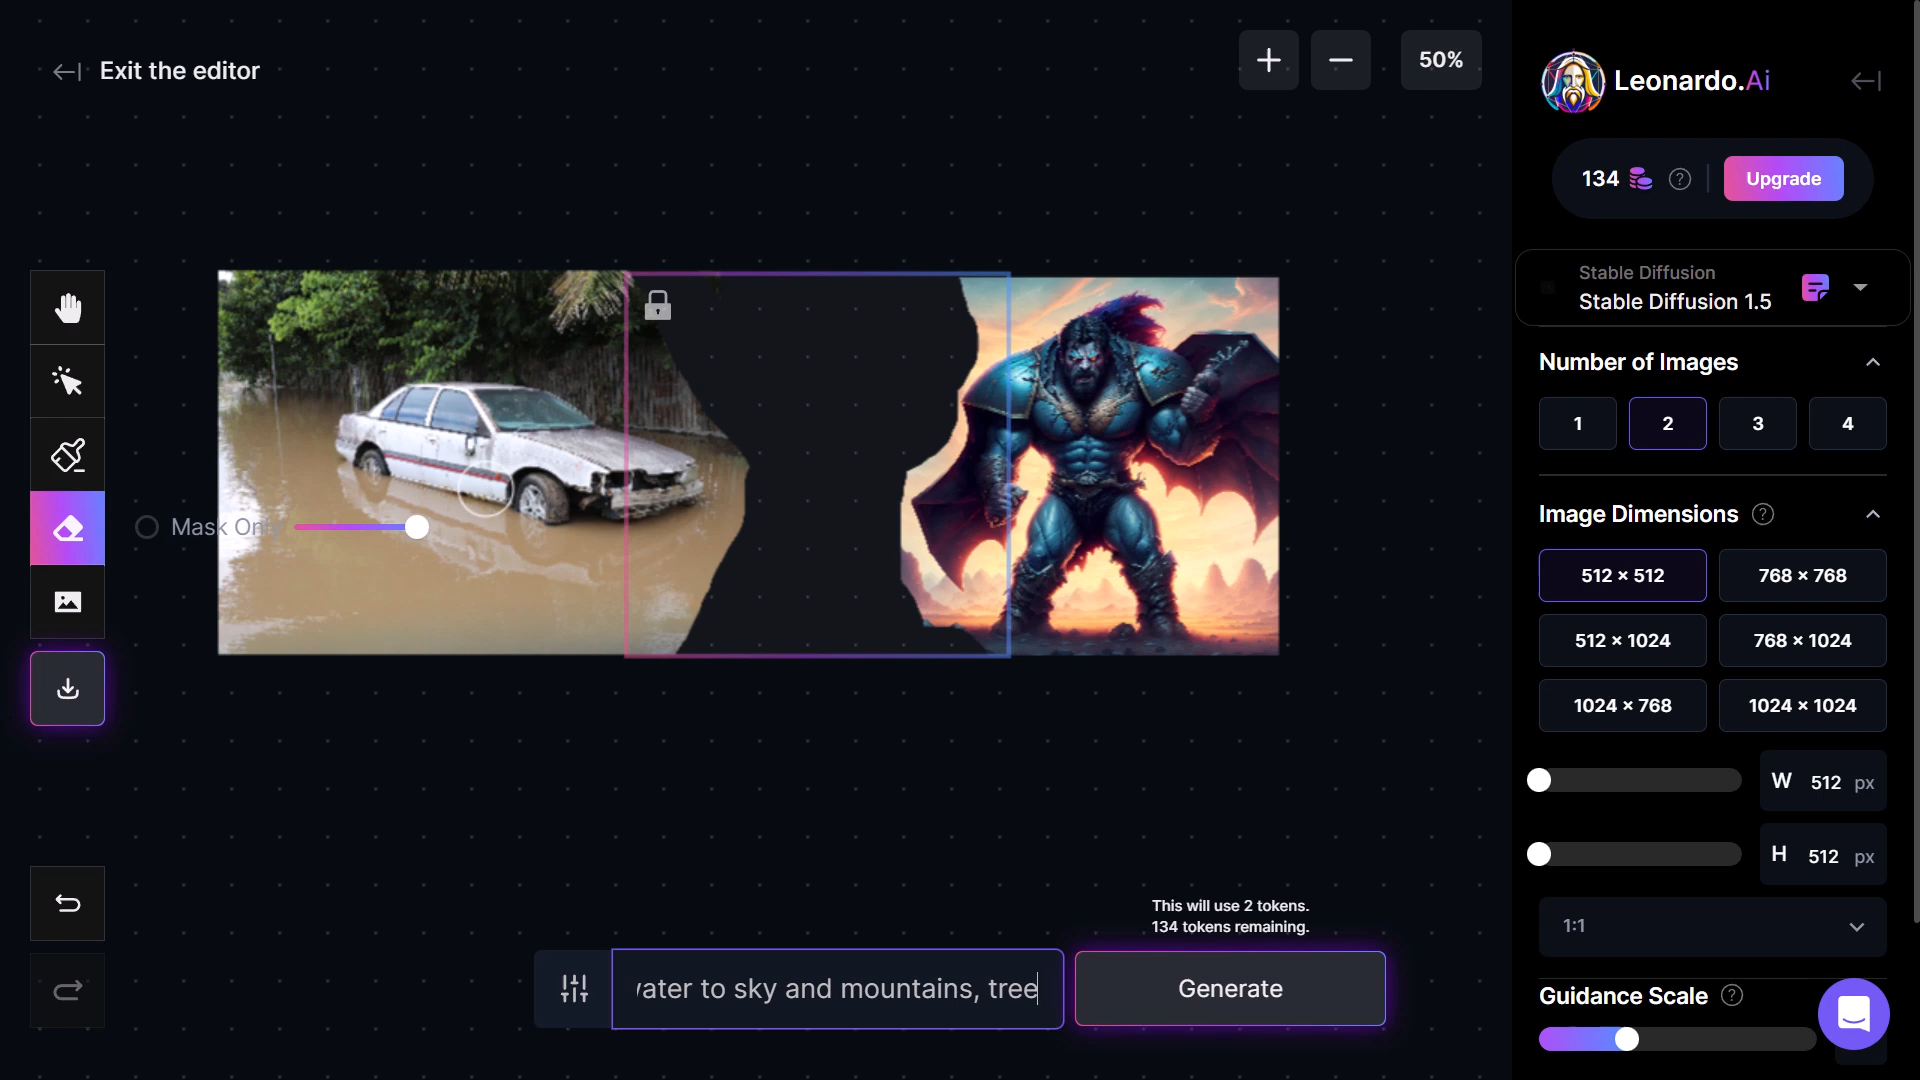 Exit the editor
50%
Leonardo.Ai
134
Upgrade
Stable Diffusion
Stable Diffusion 1.5
Number of Images
1
2
3
4
Image Dimensions
512 × 512
768 × 768
512 × 1024
768 × 1024
1024 × 768
1024 × 1024
W 512 px
H 512 px
1:1
Guidance Scale
Mask On
This will use 2 tokens.
134 tokens remaining.
to sky and mountains, tree
Generate